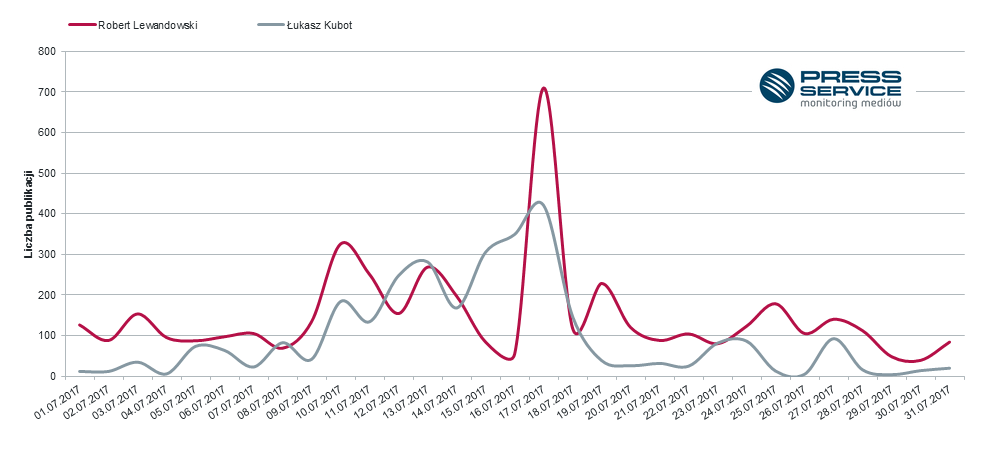 Robert Lewandowski Łukasz Kubot
800
700
600
500
400
300
200
100
0
Liczba publikacji
PRESS
SERVICE
monitoring mediów
01.07.2017 02.07.2017 03.07.2017 04.07.2017 05.07.2017 06.07.2017 07.07.2017 08.07.2017 09.07.2017 10.07.2017 11.07.2017 12.07.2017 13.07.2017 14.07.2017 15.07.2017 16.07.2017 17.07.2017 18.07.2017 19.07.2017 20.07.2017 21.07.2017 22.07.2017 23.07.2017 24.07.2017 25.07.2017 26.07.2017 27.07.2017 28.07.2017 29.07.2017 30.07.2017 31.07.2017